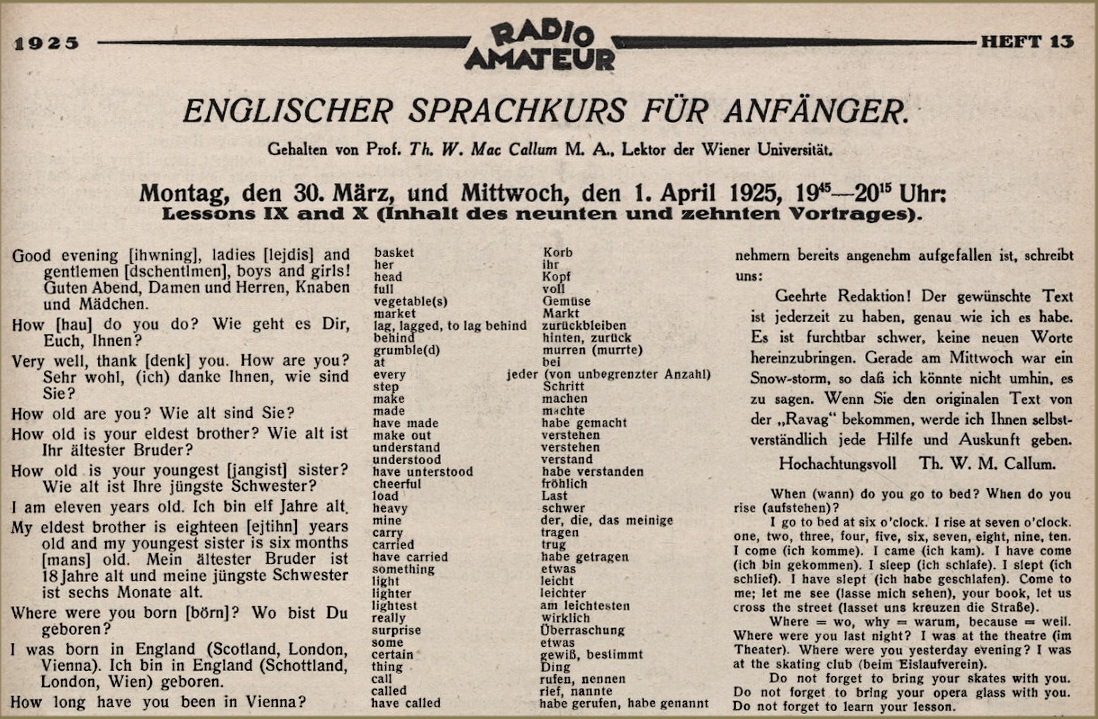 1925
RADIO
AMATEUR
HEFT 13
ENGLISCHER SPRACHKURS FÜR ANFÄNGER.
Gehalten von Prof. Th. W. Mac Callum M. A., Lektor der Wiener Universität.
Montag, den 30. März, und Mittwoch, den 1. April 1925, 19⁴⁵—20¹⁵ Uhr:
Lessons IX and X (Inhalt des neunten und zehnten Vortrages).
Good evening [ihwning], ladies [lejdis] and
gentlemen [dschentlmen], boys and girls!
Guten Abend, Damen und Herren, Knaben
und Mädchen.
How [hau] do you do? Wie geht es Dir,
Euch, Ihnen?
Very well, thank [denk] you. How are you?
Sehr wohl, (ich) danke Ihnen, wie sind
Sie?
How old are you? Wie alt sind Sie?
How old is your eldest brother? Wie alt ist
Ihr ältester Bruder?
How old is your youngest [jangist] sister?
Wie alt ist Ihre jüngste Schwester?
I am eleven years old. Ich bin elf Jahre alt.
My eldest brother is eighteen [ejtihn] years
old and my youngest sister is six months
[mans] old. Mein ältester Bruder ist
18 Jahre alt und meine jüngste Schwester
ist sechs Monate alt.
Where were you born [börn]? Wo bist Du
geboren?
I was born in England (Scotland, London,
Vienna). Ich bin in England (Schottland,
London, Wien) geboren.
How long have you been in Vienna?
basket Korb
her ihr
head Kopf
full voll
vegetable(s) Gemüse
market Markt
lag, lagged, to lag behind zurückbleiben
behind hinten, zurück
grumble(d) murren (murrte)
at bei
every jeder (von unbegrenzter Anzahl)
step Schritt
make machen
made machte
have made habe gemacht
make out verstehen
understand verstehen
understood verstand
have unterstood habe verstanden
cheerful fröhlich
load Last
heavy schwer
mine der, die, das meinige
carry tragen
carried trug
have carried habe getragen
something etwas
light leicht
lighter leichter
lightest am leichtesten
really wirklich
surprise Überraschung
some etwas
certain gewiß, bestimmt
thing Ding
call rufen, nennen
called rief, nannte
have called habe gerufen, habe genannt
nehmern bereits angenehm aufgefallen ist, schreibt
uns:
Geehrte Redaktion! Der gewünschte Text
ist jederzeit zu haben, genau wie ich es habe.
Es ist furchtbar schwer, keine neuen Worte
hereinzubringen. Gerade am Mittwoch war ein
Snow-storm, so daß ich könnte nicht umhin, es
zu sagen. Wenn Sie den originalen Text von
der „Ravag“ bekommen, werde ich Ihnen selbst-
verständlich jede Hilfe und Auskunft geben.
Hochachtungsvoll Th. W. M. Callum.
When (wann) do you go to bed? When do you
rise (aufstehen)?
I go to bed at six o'clock. I rise at seven o'clock.
one, two, three, four, five, six, seven, eight, nine, ten.
I come (ich komme). I came (ich kam). I have come
(ich bin gekommen). I sleep (ich schlafe). I slept (ich
schlief). I have slept (ich habe geschlafen). Come to
me; let me see (lasse mich sehen), your book, let us
cross the street (lasset uns kreuzen die Straße).
Where = wo, why = warum, because = weil.
Where were you last night? I was at the theatre (im
Theater). Where were you yesterday evening? I was
at the skating club (beim Eislaufverein).
Do not forget to bring your skates with you.
Do not forget to bring your opera glass with you.
Do not forget to learn your lesson.